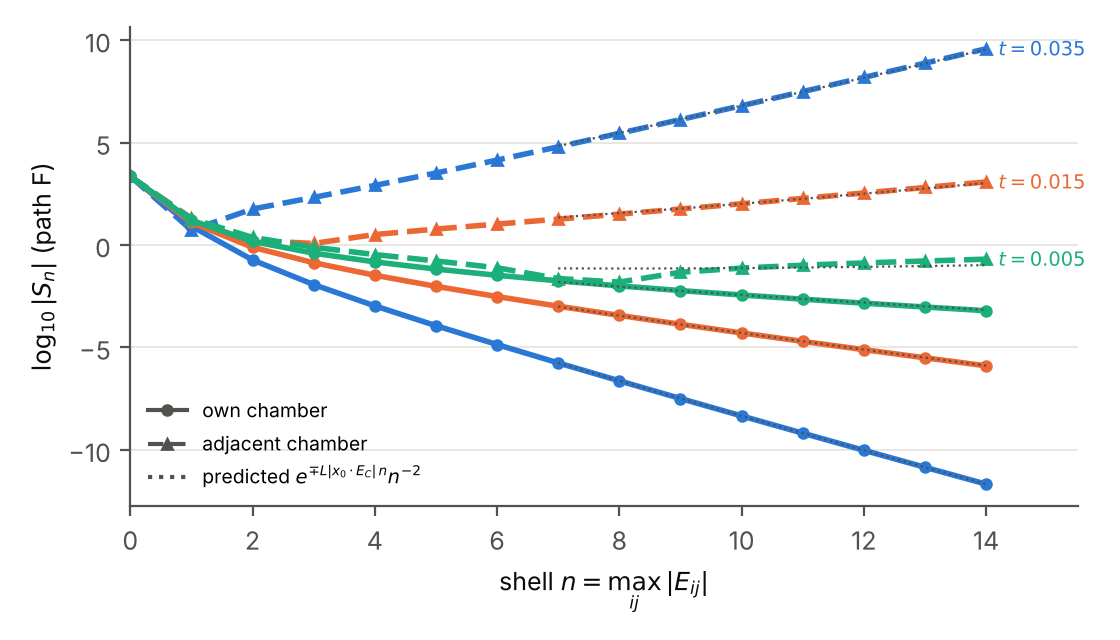 log₁₀ |Sₙ| (path F)
10
5
0
−5
−10
t = 0.035
t = 0.015
t = 0.005
own chamber
adjacent chamber
predicted e^{∓L|x₀·E_C|n} n⁻²
0 2 4 6 8 10 12 14
shell n = max |E_{ij}|
ij